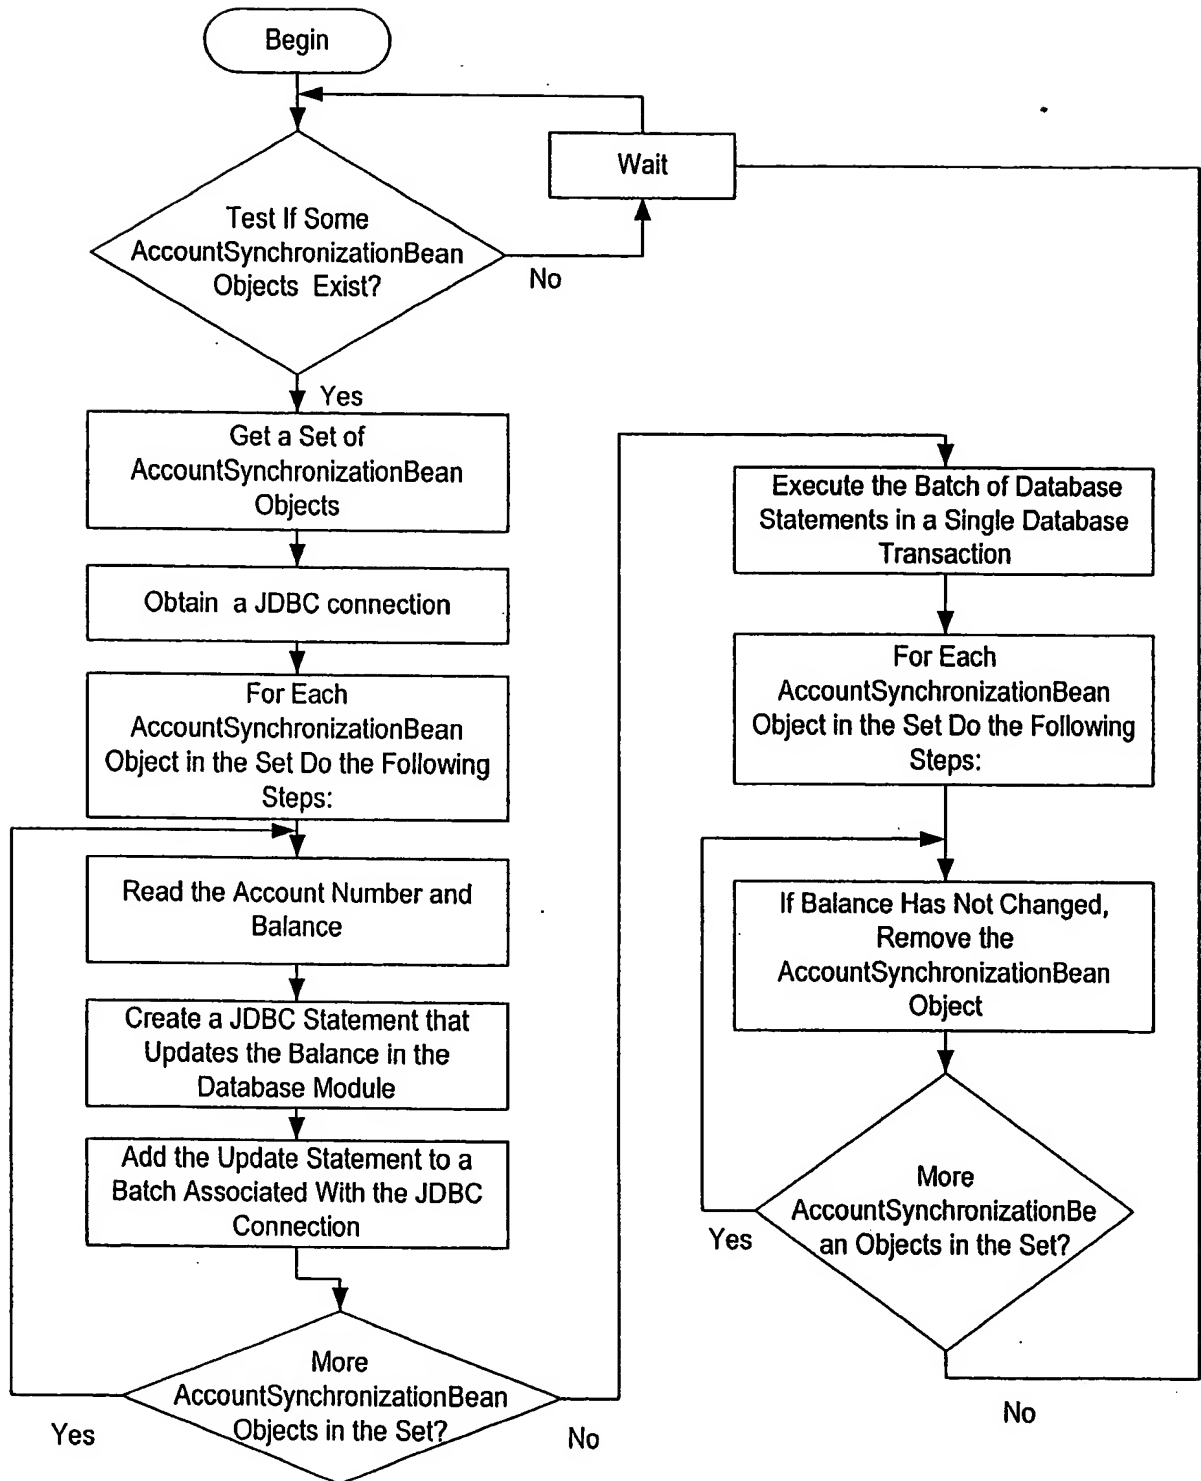 Begin
Wait
Test If Some
AccountSynchronizationBean
Objects Exist?
No
Yes
Get a Set of
AccountSynchronizationBean
Objects
Obtain a JDBC connection
For Each
AccountSynchronizationBean
Object in the Set Do the Following
Steps:
Read the Account Number and
Balance
Create a JDBC Statement that
Updates the Balance in the
Database Module
Add the Update Statement to a
Batch Associated With the JDBC
Connection
More
AccountSynchronizationBean
Objects in the Set?
Yes
No
Execute the Batch of Database
Statements in a Single Database
Transaction
For Each
AccountSynchronizationBean
Object in the Set Do the Following
Steps:
If Balance Has Not Changed,
Remove the
AccountSynchronizationBean
Object
More
AccountSynchronizationBe
an Objects in the Set?
Yes
No